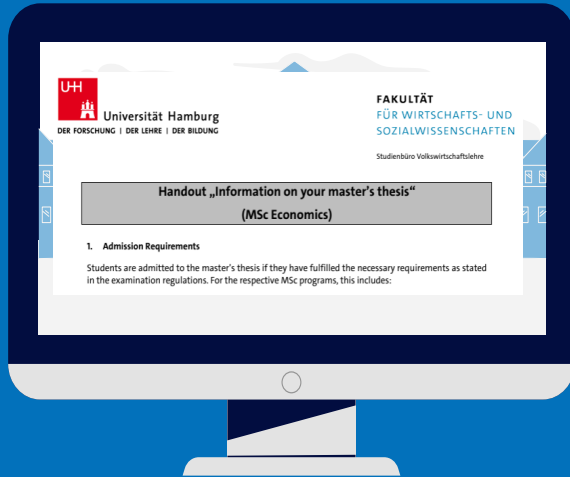 UHH
Universität Hamburg
DER FORSCHUNG | DER LEHRE | DER BILDUNG
FAKULTÄT
FÜR WIRTSCHAFTS- UND
SOZIALWISSENSCHAFTEN
Studienbüro Volkswirtschaftslehre
Handout „Information on your master's thesis“
(MSc Economics)
1. Admission Requirements
Students are admitted to the master's thesis if they have fulfilled the necessary requirements as stated
in the examination regulations. For the respective MSc programs, this includes: